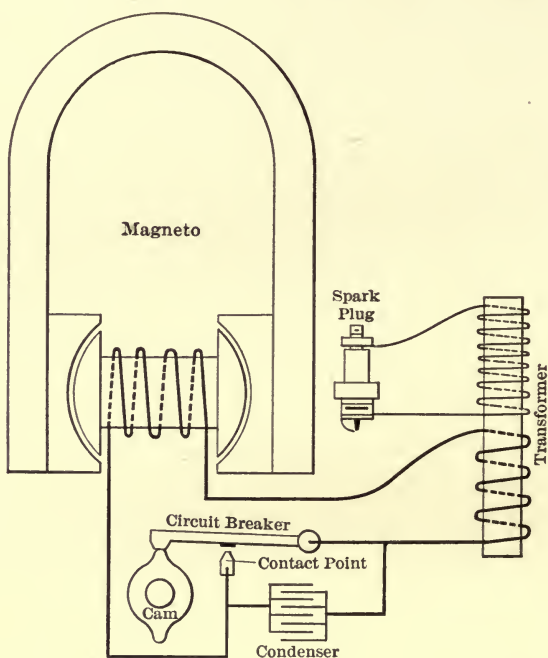 Magneto
Spark
Plug
Transformer
Circuit Breaker
Contact Point
Cam
Condenser